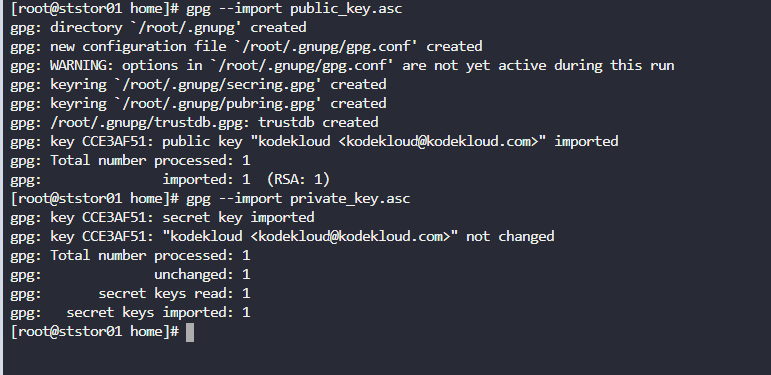 [root@ststor01 home]# gpg --import public_key.asc
gpg: directory `/root/.gnupg' created
gpg: new configuration file `/root/.gnupg/gpg.conf' created
gpg: WARNING: options in `/root/.gnupg/gpg.conf' are not yet active during this run
gpg: keyring `/root/.gnupg/secring.gpg' created
gpg: keyring `/root/.gnupg/pubring.gpg' created
gpg: /root/.gnupg/trustdb.gpg: trustdb created
gpg: key CCE3AF51: public key "kodekloud <kodekloud@kodekloud.com>" imported
gpg: Total number processed: 1
gpg:               imported: 1  (RSA: 1)
[root@ststor01 home]# gpg --import private_key.asc
gpg: key CCE3AF51: secret key imported
gpg: key CCE3AF51: "kodekloud <kodekloud@kodekloud.com>" not changed
gpg: Total number processed: 1
gpg:              unchanged: 1
gpg:       secret keys read: 1
gpg:   secret keys imported: 1
[root@ststor01 home]#